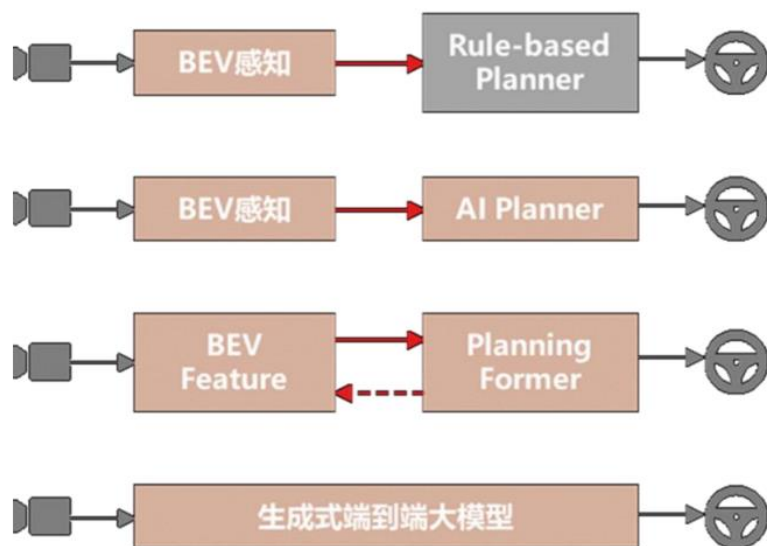 BEV感知
Rule-based
Planner
BEV感知
AI Planner
BEV
Feature
Planning
Former
生成式端到端大模型